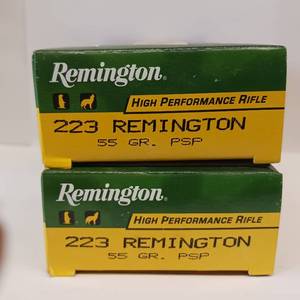 Remington
HIGH PERFORMANCE RIFLE
223 REMINGTON
55 GR. PSP
Remington
HIGH PERFORMANCE RIFLE
223 REMINGTON
55 GR. PSP